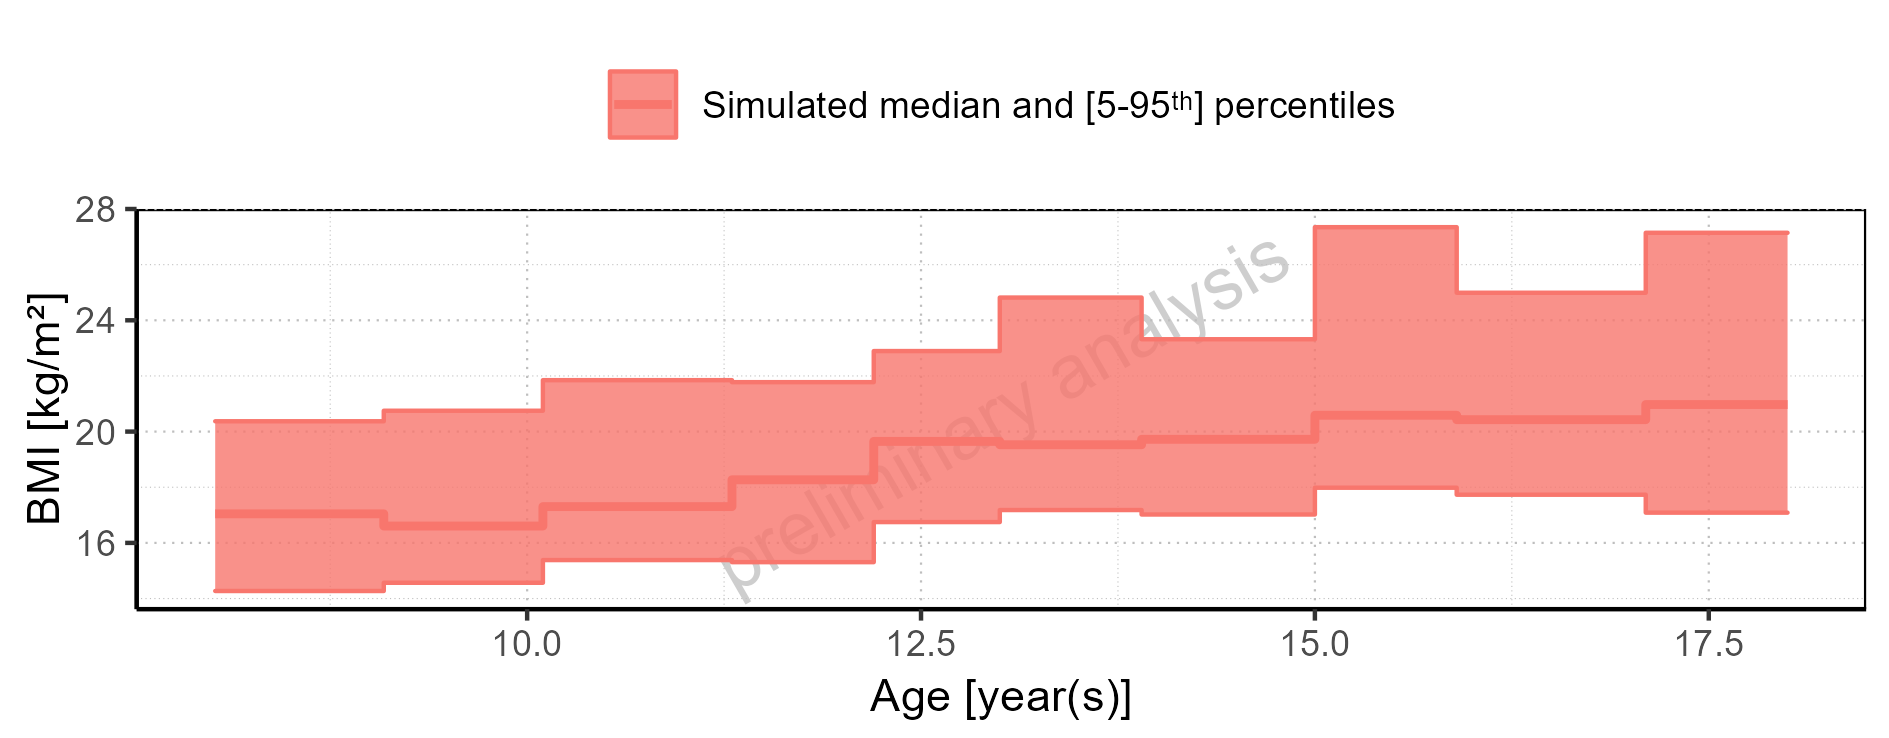 Simulated median and [5-95ᵗʰ] percentiles
28
24
20
16
BMI [kg/m²]
preliminary analysis
10.0 12.5 15.0 17.5
Age [year(s)]